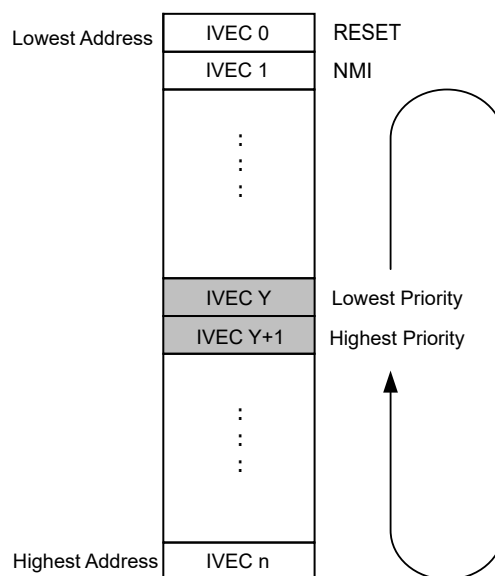 Lowest Address IVEC 0 RESET
IVEC 1 NMI
:
:
:
IVEC Y Lowest Priority
IVEC Y+1 Highest Priority
:
:
:
Highest Address IVEC n